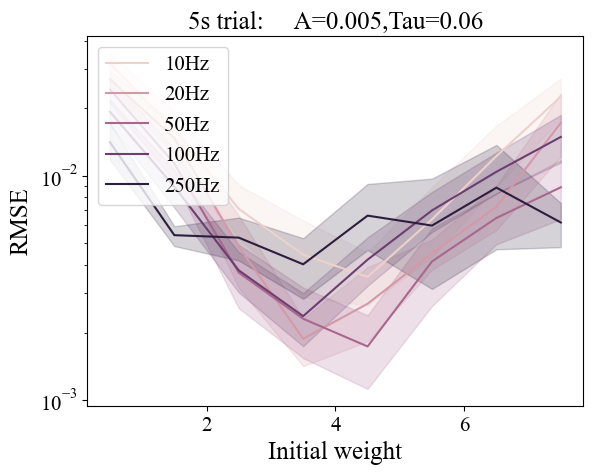 5s trial:     A=0.005,Tau=0.06
10Hz
20Hz
50Hz
100Hz
250Hz
10⁻²
10⁻³
RMSE
2 4 6
Initial weight